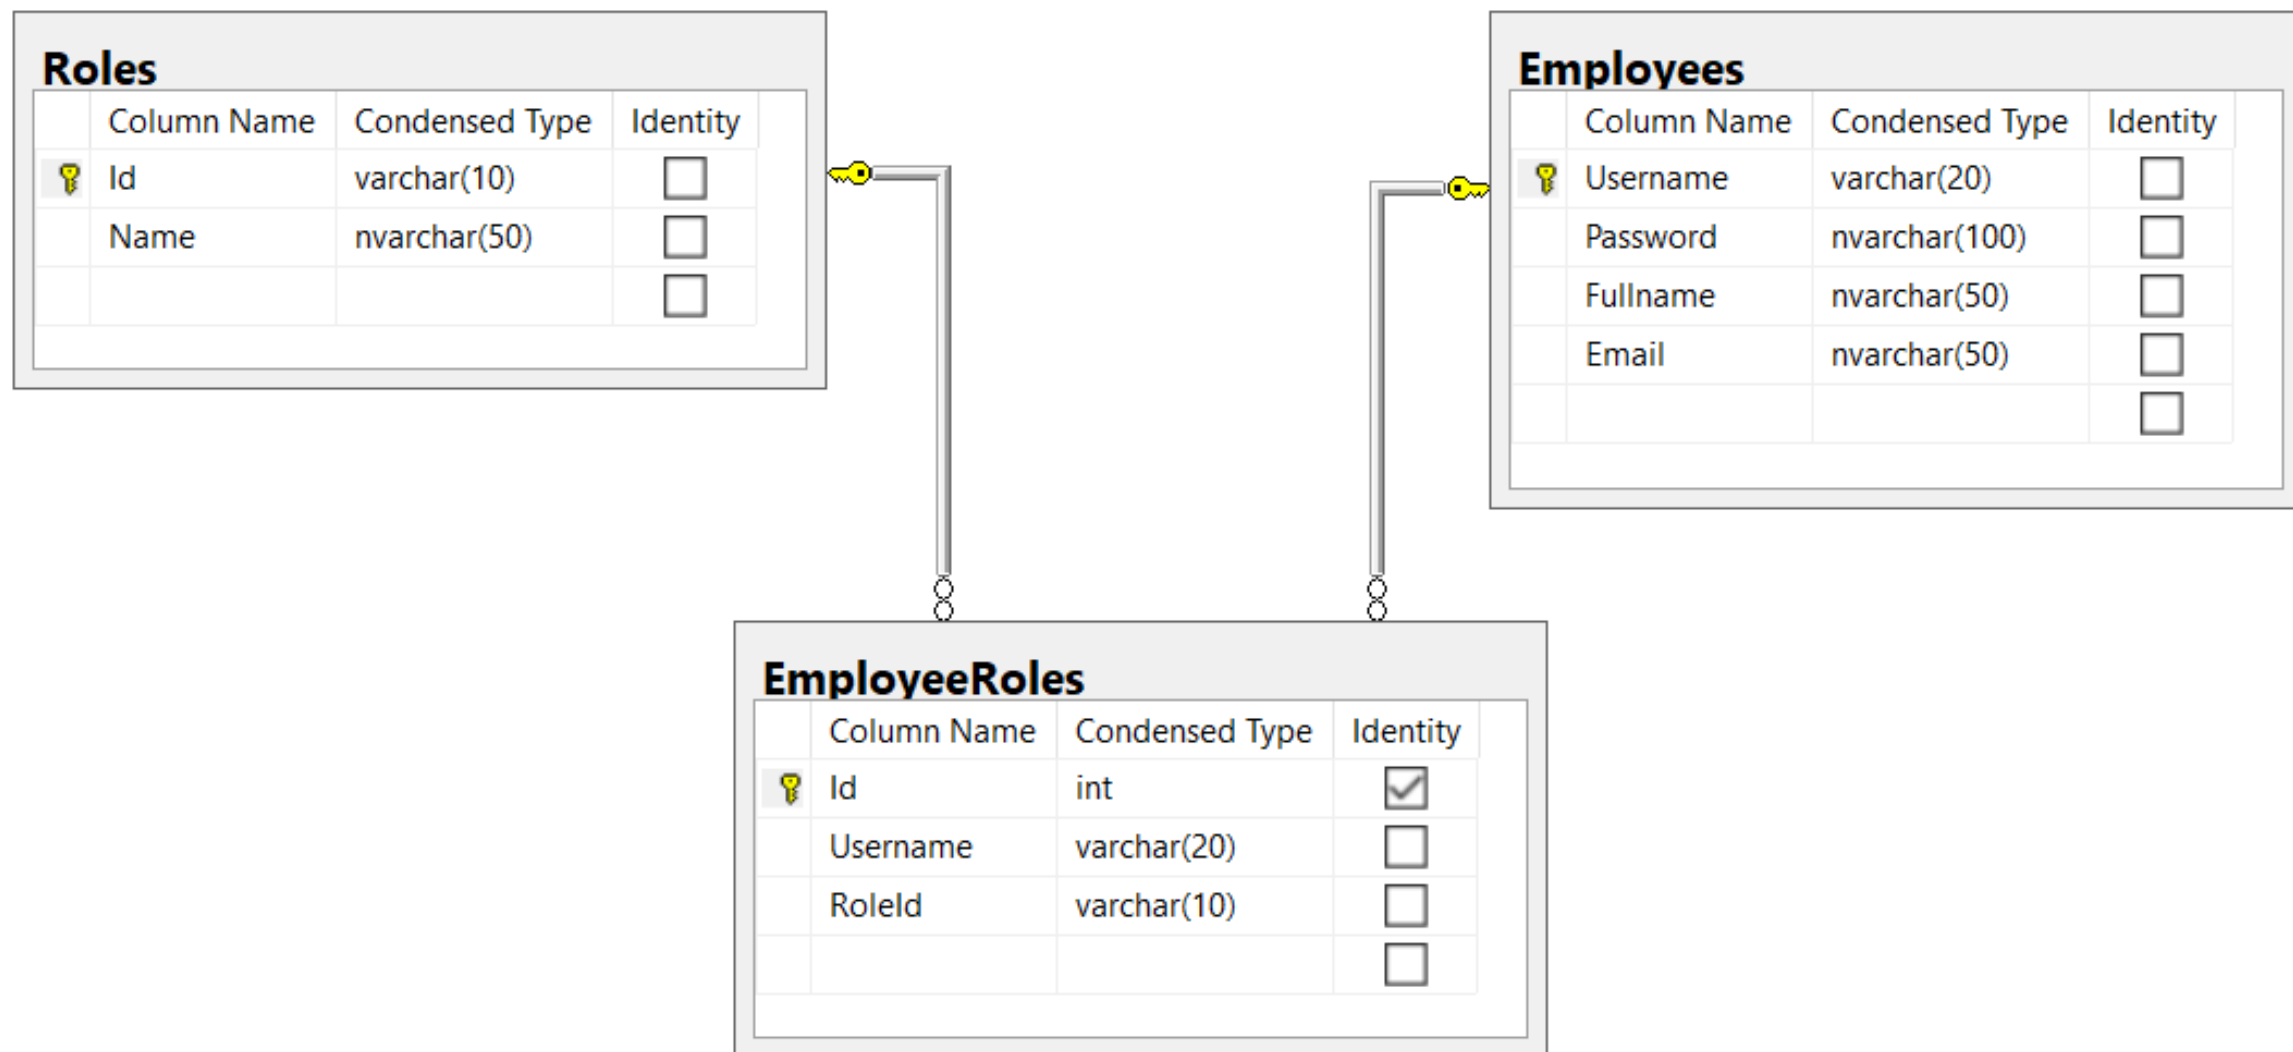 Roles
Column Name Condensed Type Identity
Id varchar(10)
Name nvarchar(50)
Employees
Column Name Condensed Type Identity
Username varchar(20)
Password nvarchar(100)
Fullname nvarchar(50)
Email nvarchar(50)
EmployeeRoles
Column Name Condensed Type Identity
Id int
Username varchar(20)
RoleId varchar(10)